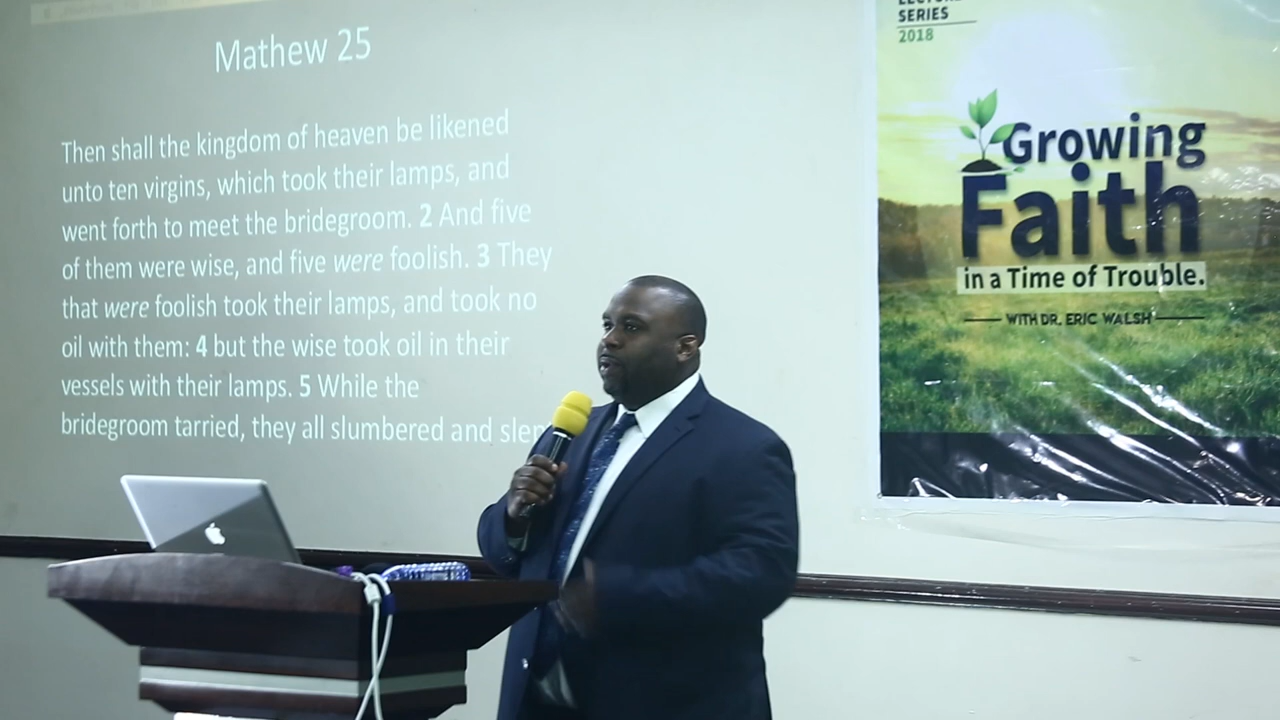 Mathew 25
Then shall the kingdom of heaven be likened
unto ten virgins, which took their lamps, and
went forth to meet the bridegroom. 2 And five
of them were wise, and five were foolish. 3 They
that were foolish took their lamps, and took no
oil with them: 4 but the wise took oil in their
vessels with their lamps. 5 While the
bridegroom tarried, they all slumbered and slep
LECTURE
SERIES
2018
Growing
Faith
in a Time of Trouble.
WITH DR. ERIC WALSH